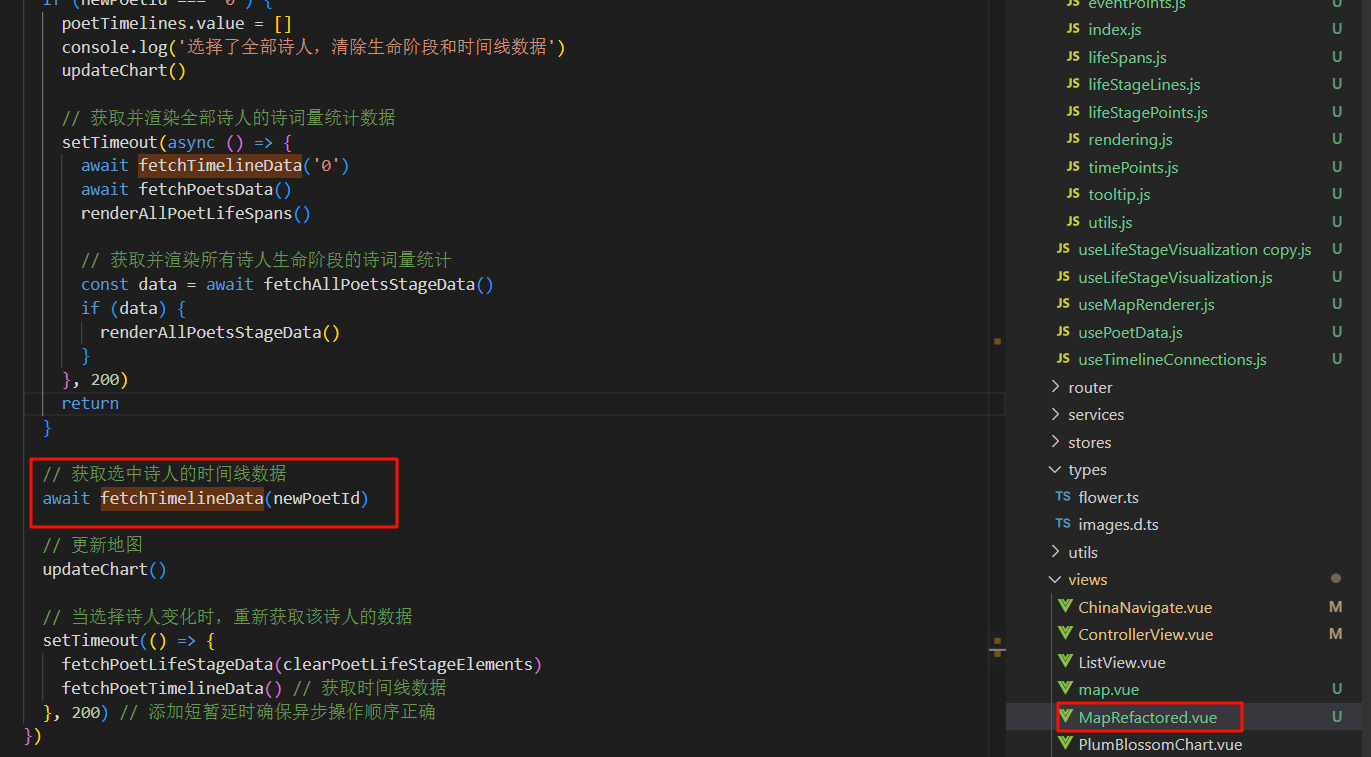 if (newPoetId === '0') {
poetTimelines.value = []
console.log('选择了全部诗人，清除生命阶段和时间线数据')
updateChart()
// 获取并渲染全部诗人的诗词量统计数据
setTimeout(async () => {
await fetchTimelineData('0')
await fetchPoetsData()
renderAllPoetLifeSpans()
// 获取并渲染所有诗人生命阶段的诗词量统计
const data = await fetchAllPoetsStageData()
if (data) {
renderAllPoetsStageData()
}
}, 200)
return
}
// 获取选中诗人的时间线数据
await fetchTimelineData(newPoetId)
// 更新地图
updateChart()
// 当选择诗人变化时，重新获取该诗人的数据
setTimeout(() => {
fetchPoetLifeStageData(clearPoetLifeStageElements)
fetchPoetTimelineData() // 获取时间线数据
}, 200) // 添加短暂延时确保异步操作顺序正确
})
JS eventPoints.js U
JS index.js U
JS lifeSpans.js U
JS lifeStageLines.js U
JS lifeStagePoints.js U
JS rendering.js U
JS timePoints.js U
JS tooltip.js U
JS utils.js U
JS useLifeStageVisualization copy.js U
JS useLifeStageVisualization.js U
JS useMapRenderer.js U
JS usePoetData.js U
JS useTimelineConnections.js U
router
services
stores
types
TS flower.ts
TS images.d.ts
utils
views
ChinaNavigate.vue M
ControllerView.vue M
ListView.vue
map.vue U
MapRefactored.vue U
PlumBlossomChart.vue